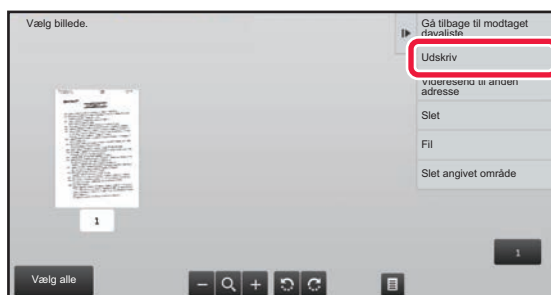 Vælg billede.
Gå tilbage til modtaget
davaliste
Udskriv
Videresend til anden
adresse
Slet
Fil
Slet angivet område
1
1
Vælg alle